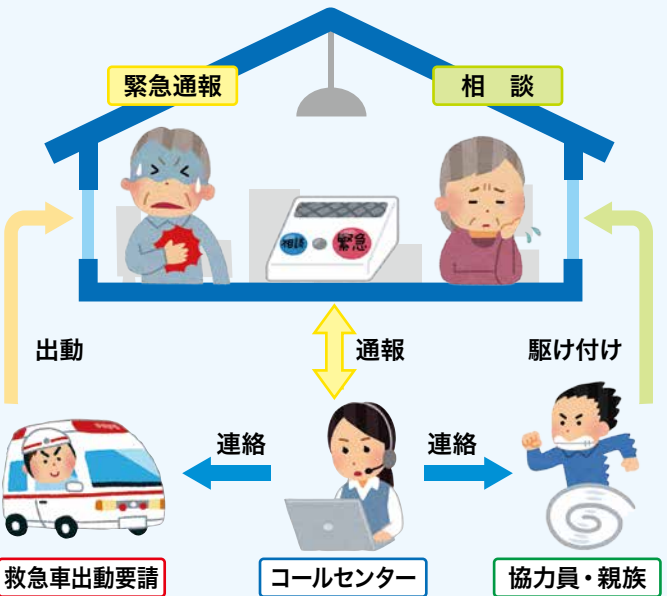 緊急通報
相 談
相談
緊急
出動
通報
駆け付け
連絡
連絡
救急車出動要請
コールセンター
協力員・親族